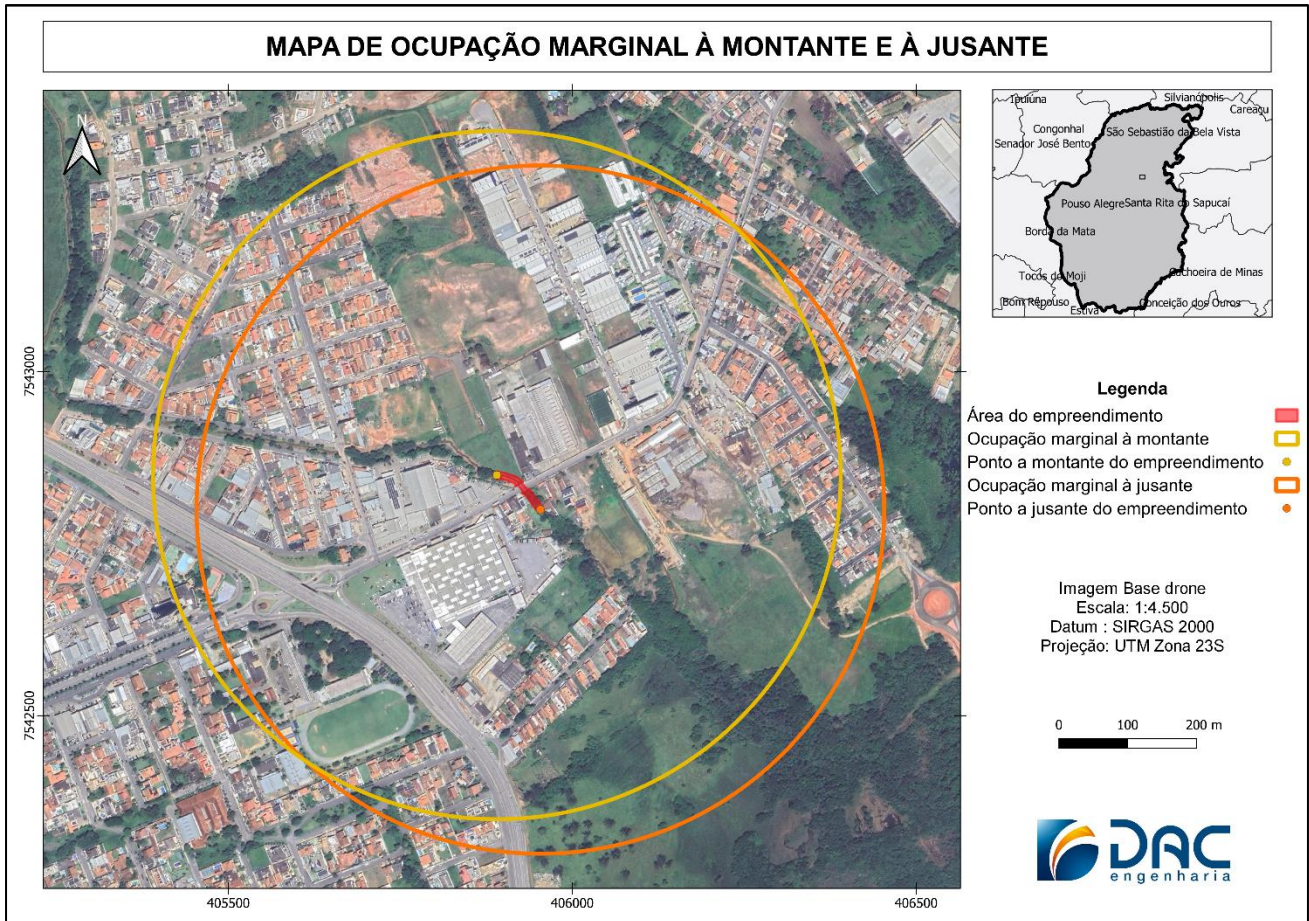 MAPA DE OCUPAÇÃO MARGINAL À MONTANTE E À JUSANTE
N
7543000
7542500
405500
406000
406500
Ipuiúna
Silvianópolis
Careaçu
Congonhal
São Sebastião da Bela Vista
Senador José Bento
Pouso Alegre
Santa Rita do Sapucaí
Borda da Mata
Tocos do Moji
Cachoeira de Minas
Bom Repouso
Conceição dos Ouros
Estiva
Legenda
Área do empreendimento
Ocupação marginal à montante
Ponto a montante do empreendimento
Ocupação marginal à jusante
Ponto a jusante do empreendimento
Imagem Base drone
Escala: 1:4.500
Datum : SIRGAS 2000
Projeção: UTM Zona 23S
0 100 200 m
DAC
engenharia